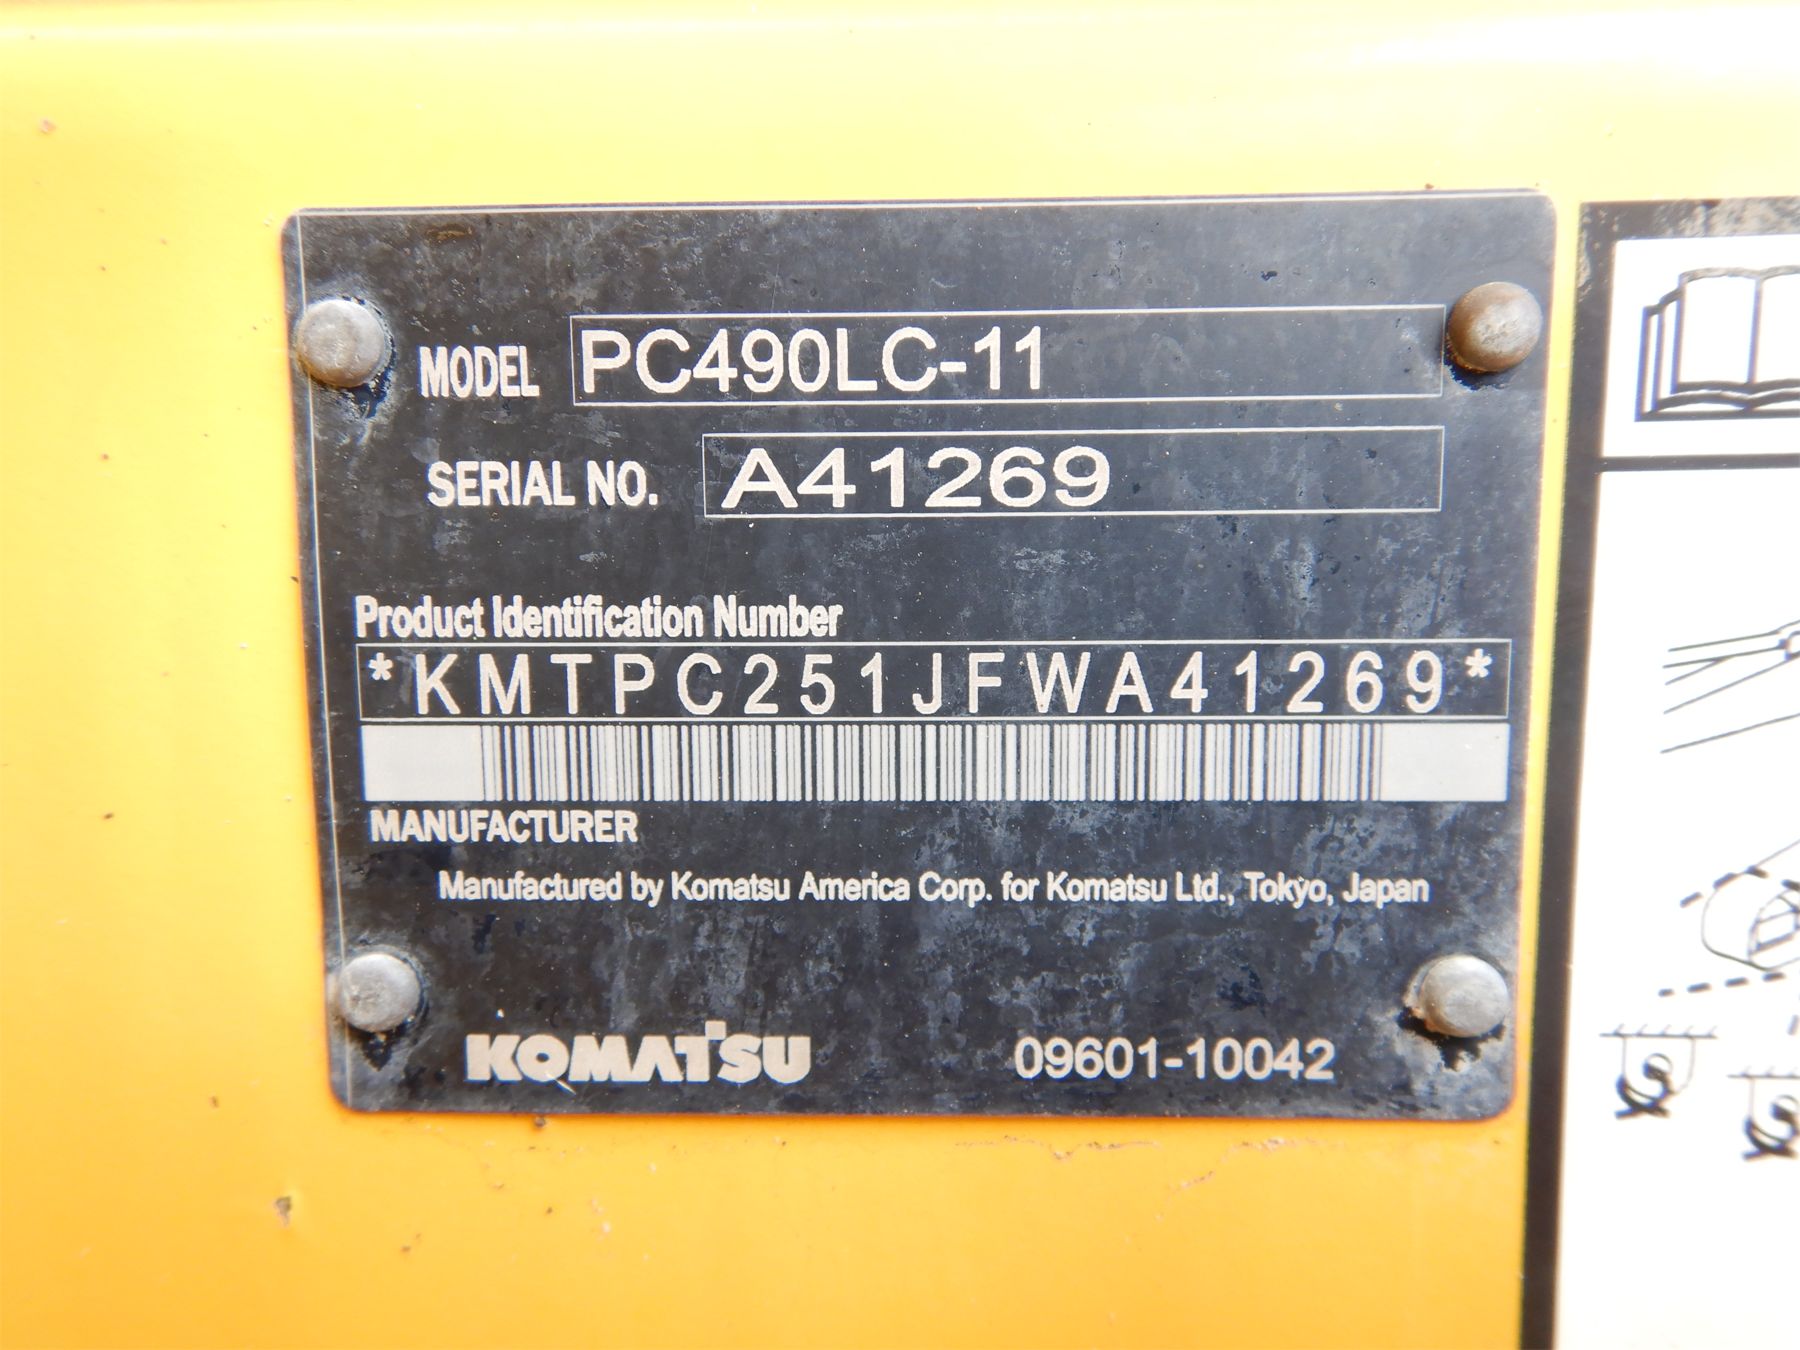 MODEL PC490LC-11
SERIAL NO. A41269
Product Identification Number
*KMTPC251JFWA41269*
MANUFACTURER
Manufactured by Komatsu America Corp. for Komatsu Ltd., Tokyo, Japan
KOMATSU 09601-10042